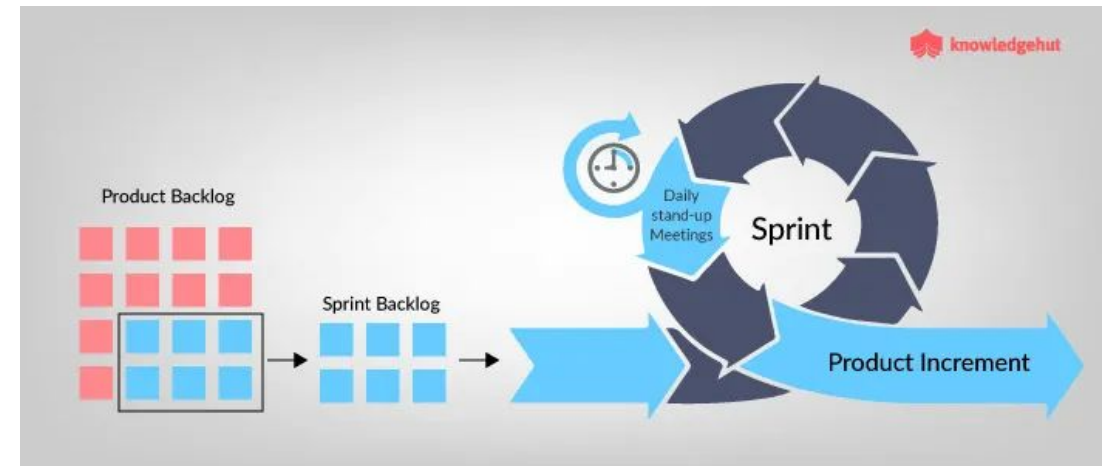 knowledgehut
Product Backlog
Sprint Backlog
Daily
stand-up
Meetings
Sprint
Product Increment